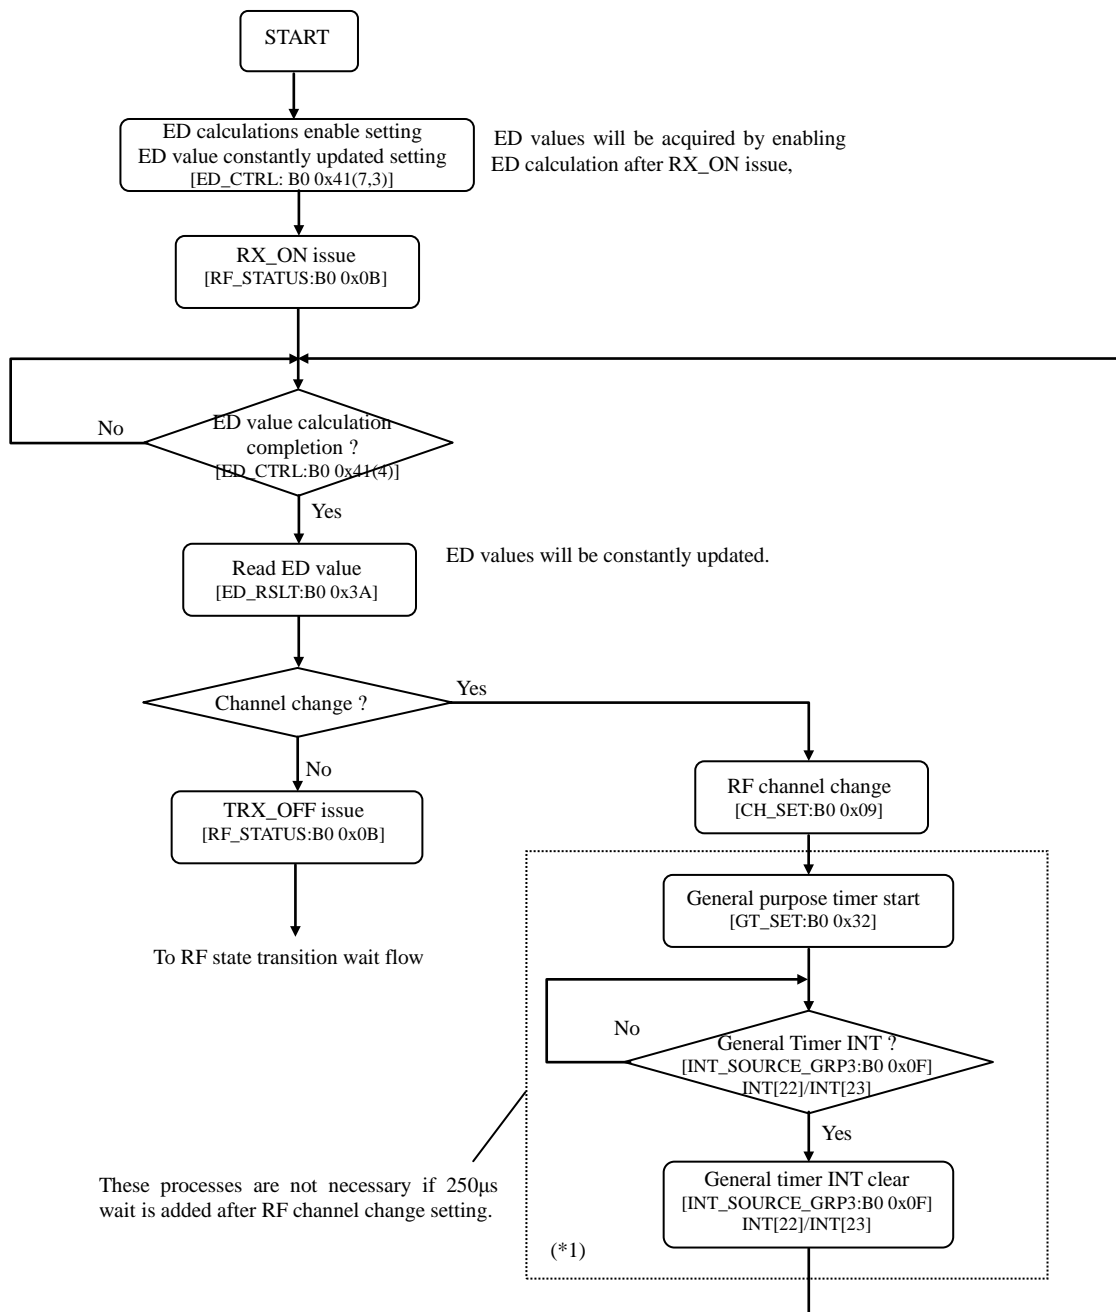 START
ED calculations enable setting
ED value constantly updated setting
[ED_CTRL: B0 0x41(7,3)]
ED values will be acquired by enabling
ED calculation after RX_ON issue,
RX_ON issue
[RF_STATUS:B0 0x0B]
No
ED value calculation
completion ?
[ED_CTRL:B0 0x41(4)]
Yes
Read ED value
[ED_RSLT:B0 0x3A]
ED values will be constantly updated.
Channel change ?
Yes
No
TRX_OFF issue
[RF_STATUS:B0 0x0B]
To RF state transition wait flow
RF channel change
[CH_SET:B0 0x09]
General purpose timer start
[GT_SET:B0 0x32]
No
General Timer INT ?
[INT_SOURCE_GRP3:B0 0x0F]
INT[22]/INT[23]
Yes
General timer INT clear
[INT_SOURCE_GRP3:B0 0x0F]
INT[22]/INT[23]
These processes are not necessary if 250μs
wait is added after RF channel change setting.
(*1)